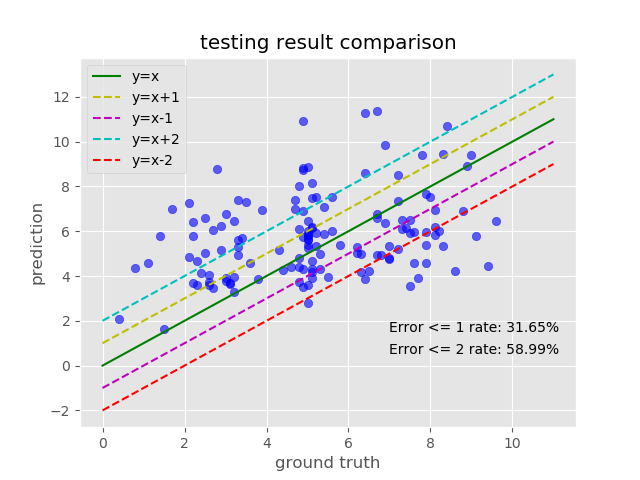 testing result comparison
y=x
y=x+1
y=x-1
y=x+2
y=x-2
12
10
8
6
4
2
0
−2
prediction
Error <= 1 rate: 31.65%
Error <= 2 rate: 58.99%
0 2 4 6 8 10
ground truth